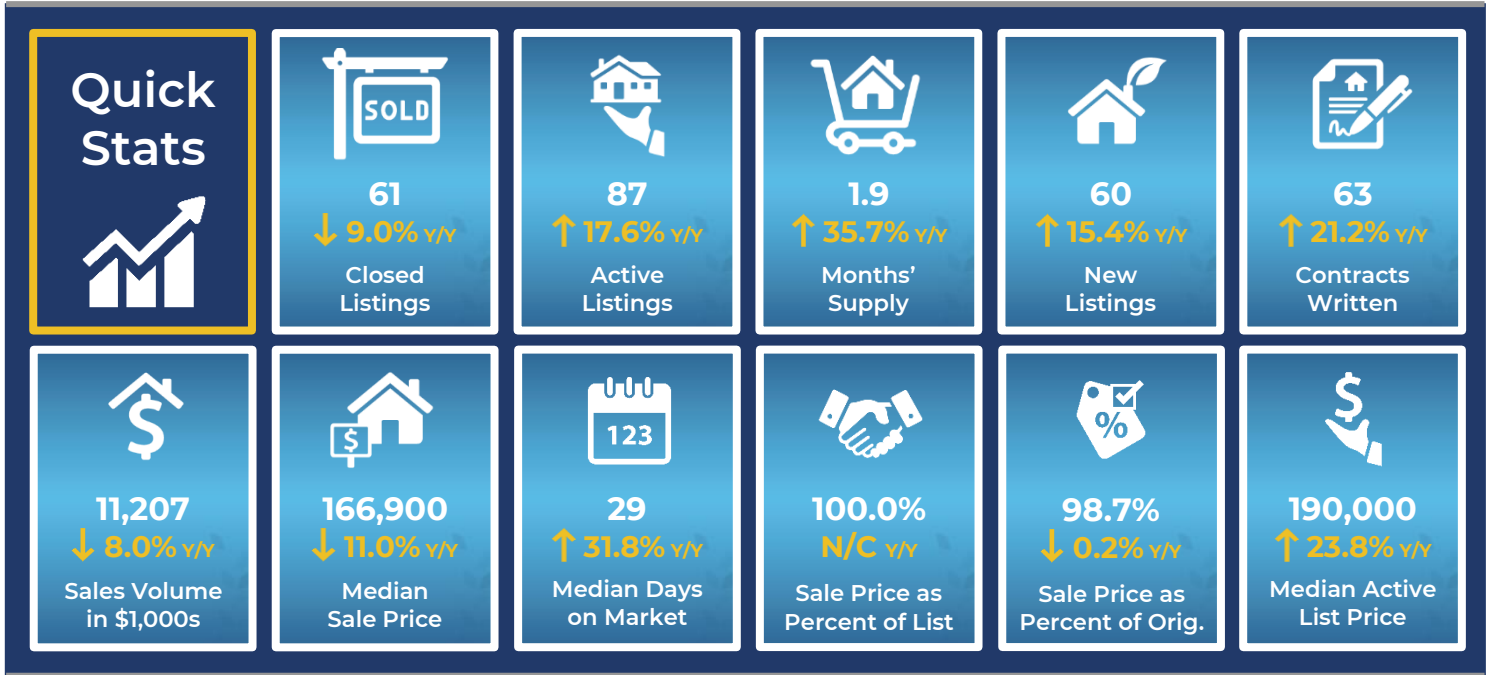 Quick
Stats
SOLD
61
↓ 9.0% Y/Y
Closed
Listings
87
↑ 17.6% Y/Y
Active
Listings
1.9
↑ 35.7% Y/Y
Months’
Supply
60
↑ 15.4% Y/Y
New
Listings
63
↑ 21.2% Y/Y
Contracts
Written
$
11,207
↓ 8.0% Y/Y
Sales Volume
in $1,000s
$
166,900
↓ 11.0% Y/Y
Median
Sale Price
123
29
↑ 31.8% Y/Y
Median Days
on Market
100.0%
N/C Y/Y
Sale Price as
Percent of List
%
98.7%
↓ 0.2% Y/Y
Sale Price as
Percent of Orig.
$
190,000
↑ 23.8% Y/Y
Median Active
List Price